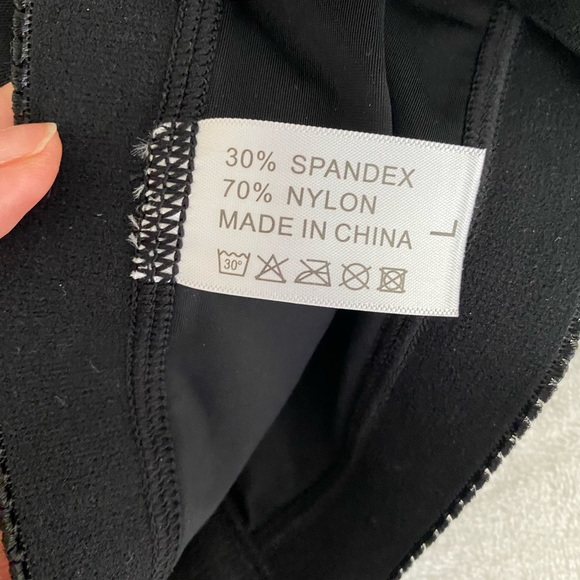 30% SPANDEX
70% NYLON
MADE IN CHINA
L
30°